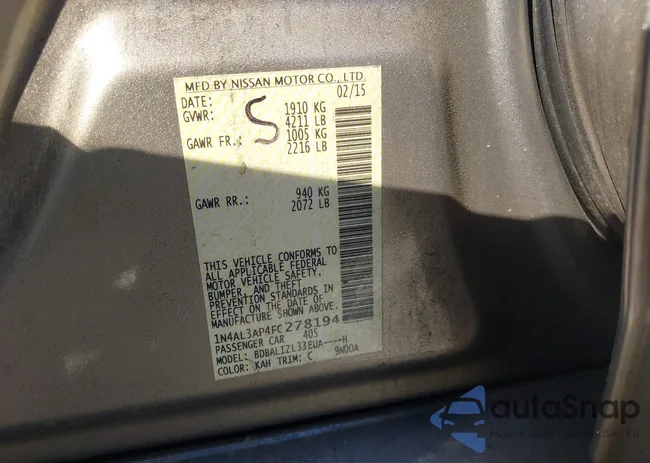 MFD BY NISSAN MOTOR CO., LTD.
DATE: 02/15
GVWR: 1910 KG
4211 LB
GAWR FR.: 1005 KG
2216 LB
S
GAWR RR.: 940 KG
2072 LB
THIS VEHICLE CONFORMS TO
ALL APPLICABLE FEDERAL
MOTOR VEHICLE SAFETY,
BUMPER, AND THEFT
PREVENTION STANDARDS IN
EFFECT ON THE DATE OF
MANUFACTURE SHOWN ABOVE.
1N4AL3AP4FC278194
PASSENGER CAR 405
MODEL: BDBALIZL33EUA----H
COLOR: KAH TRIM: C 9N00A
autoSnap